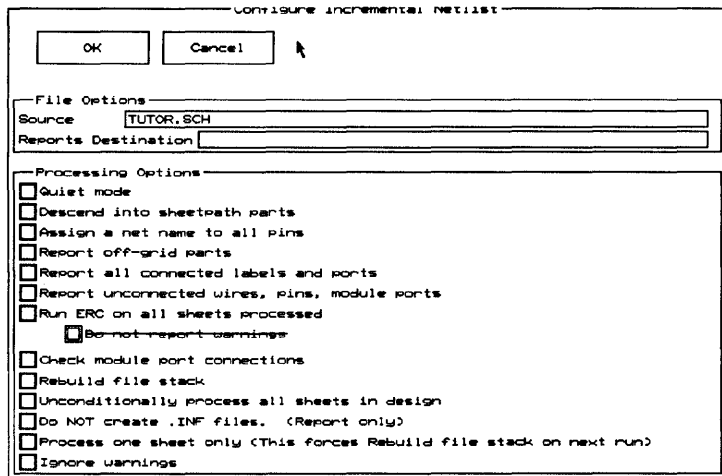 Configure Incremental Netlist
OK Cancel
File Options
Source TUTOR.SCH
Reports Destination
Processing Options
Quiet mode
Descend into sheetpath parts
Assign a net name to all pins
Report off-grid parts
Report all connected labels and ports
Report unconnected wires, pins, module ports
Run ERC on all sheets processed
Do not report warnings
Check module port connections
Rebuild file stack
Unconditionally process all sheets in design
Do NOT create .INF files. (Report only)
Process one sheet only (This forces Rebuild file stack on next run)
Ignore warnings